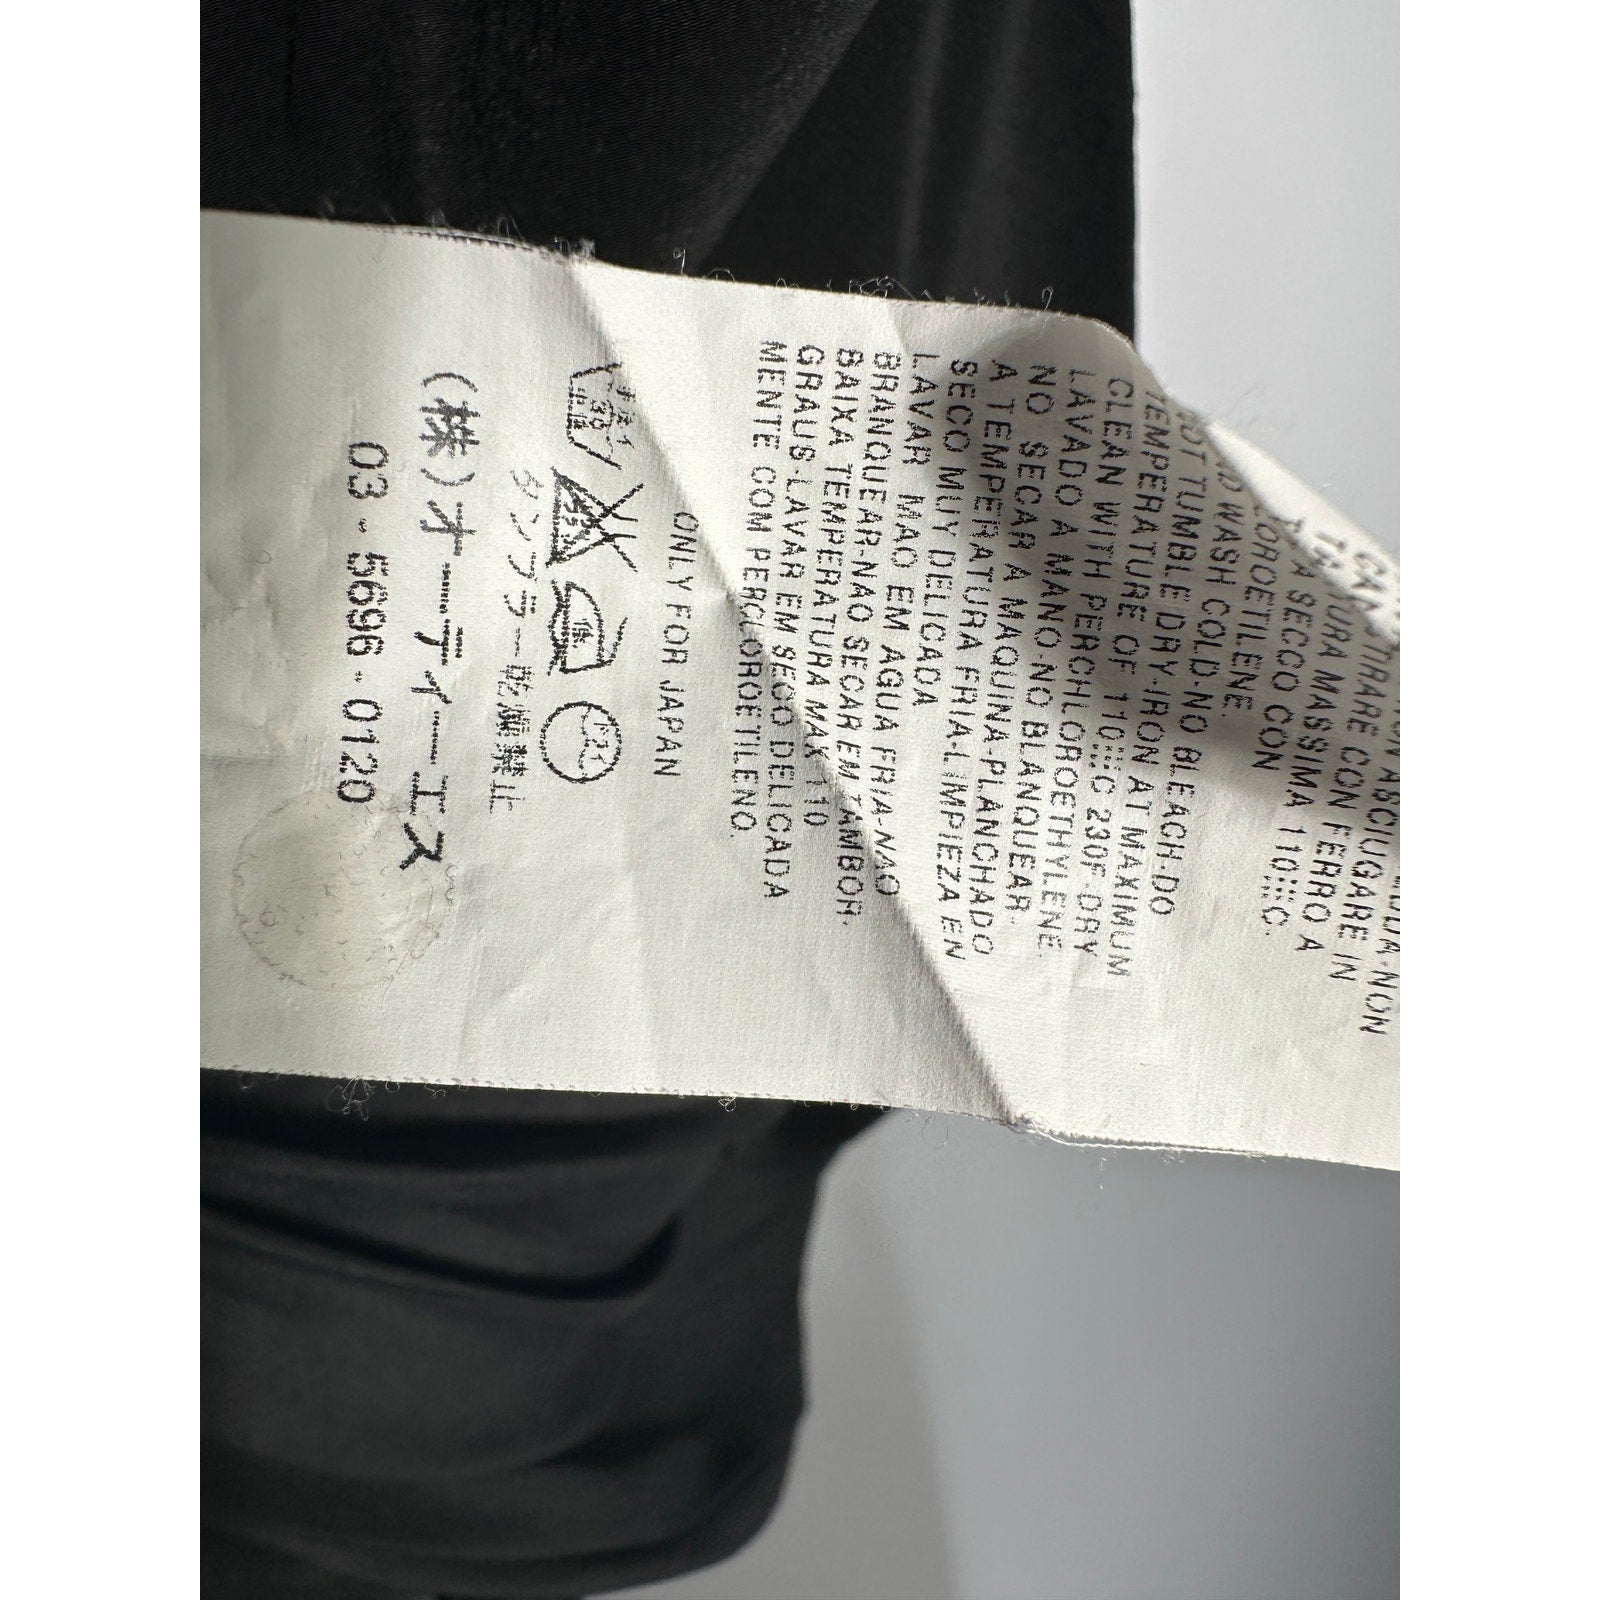 ASCIUGARE IN
CON FERRO A
MASSIMA 110
SECCO CON
WASH COLD-NO BLEACH-DO
NOT TUMBLE DRY-IRON AT MAXIMUM
TEMPERATURE OF 110 C 230F-DRY
CLEAN WITH PERCHLOROETHYLENE
LAVADO A MANO-NO BLANQUEAR-
NO SECAR A MAQUINA-PLANCHADO
A TEMPERATURA FRIA-LIMPIEZA EN
SECO MUY DELICADA
LAVAR MAO EM AGUA FRIA-NAO
BRANQUEAR-NAO SECAR EM TAMBOR.
BAIXA TEMPERATURA MAX 110
GRAUS-LAVAR EM SECO DELICADA
MENTE COM PERCLOROETILENO.
ONLY FOR JAPAN
タンブラー乾燥禁止
(株)オーティーエス
03-5696-0120